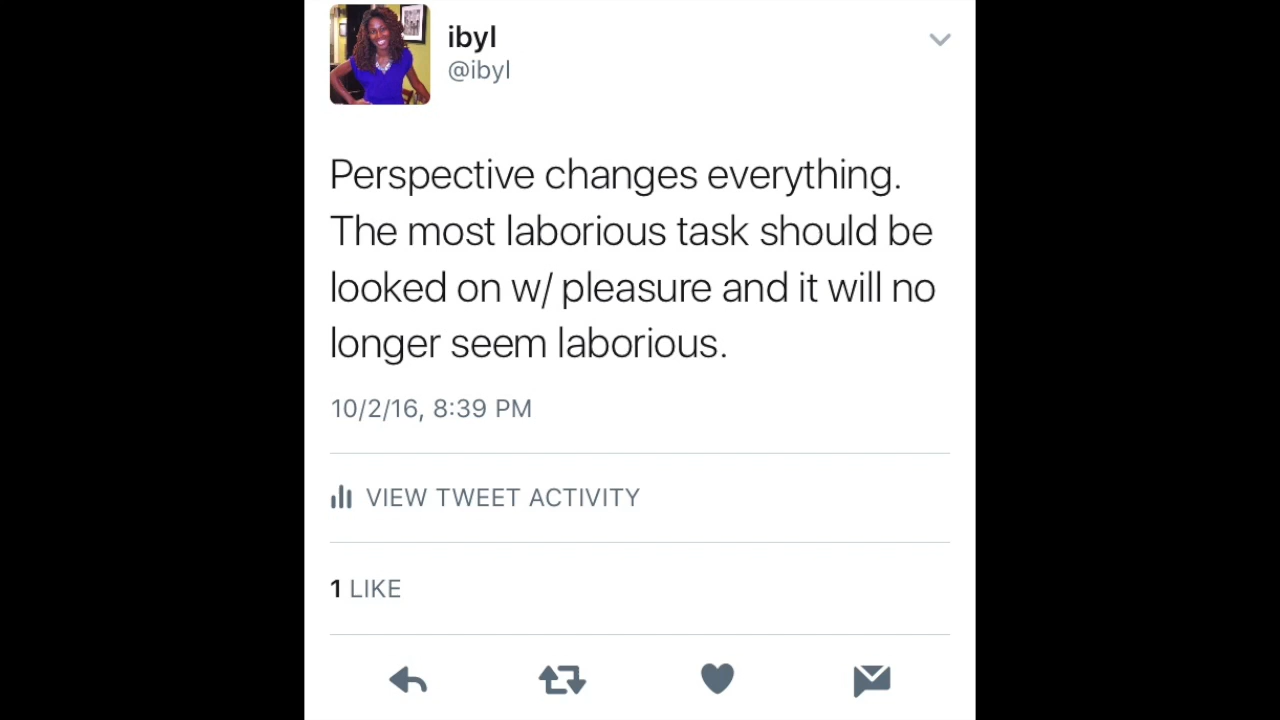 ibyl
@ibyl
Perspective changes everything.
The most laborious task should be
looked on w/ pleasure and it will no
longer seem laborious.
10/2/16, 8:39 PM
VIEW TWEET ACTIVITY
1 LIKE